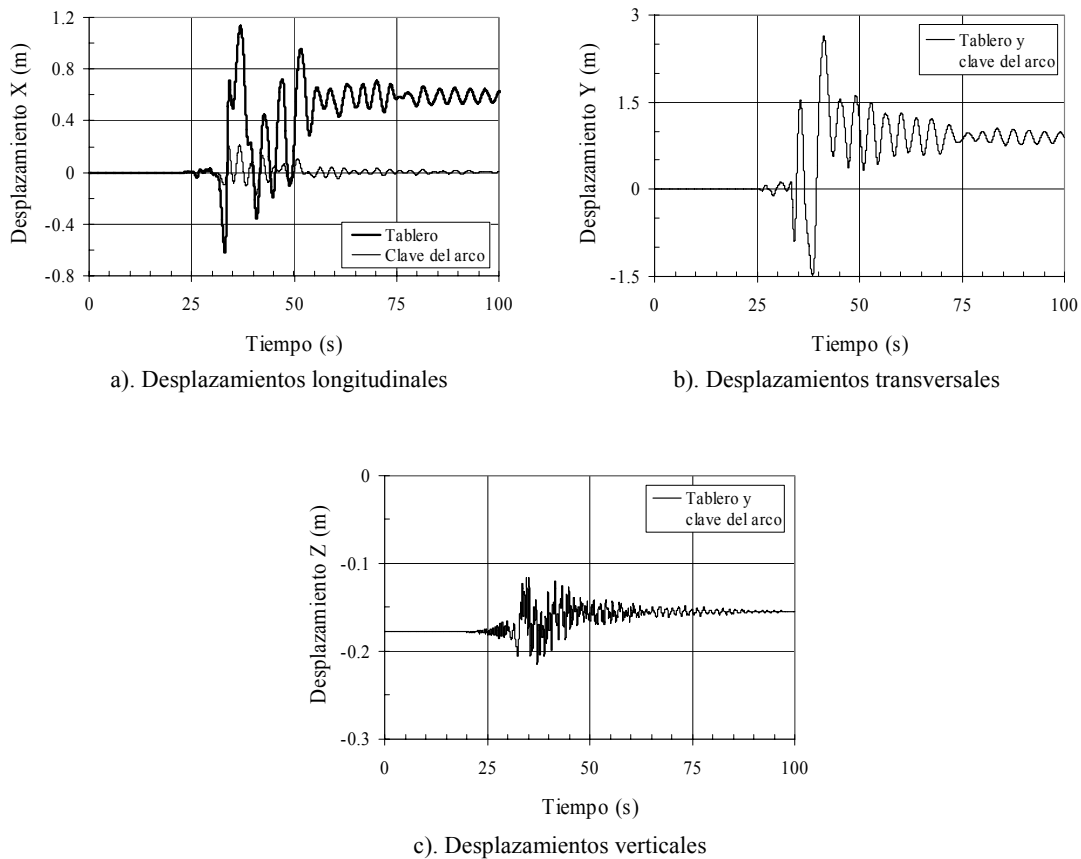 Desplazamiento X (m)
1.2
0.8
0.4
0
-0.4
-0.8
Tablero
Clave del arco
0 25 50 75 100
Tiempo (s)
a). Desplazamientos longitudinales
Desplazamiento Y (m)
3
1.5
0
-1.5
Tablero y
clave del arco
0 25 50 75 100
Tiempo (s)
b). Desplazamientos transversales
Desplazamiento Z (m)
0
-0.1
-0.2
-0.3
Tablero y
clave del arco
0 25 50 75 100
Tiempo (s)
c). Desplazamientos verticales